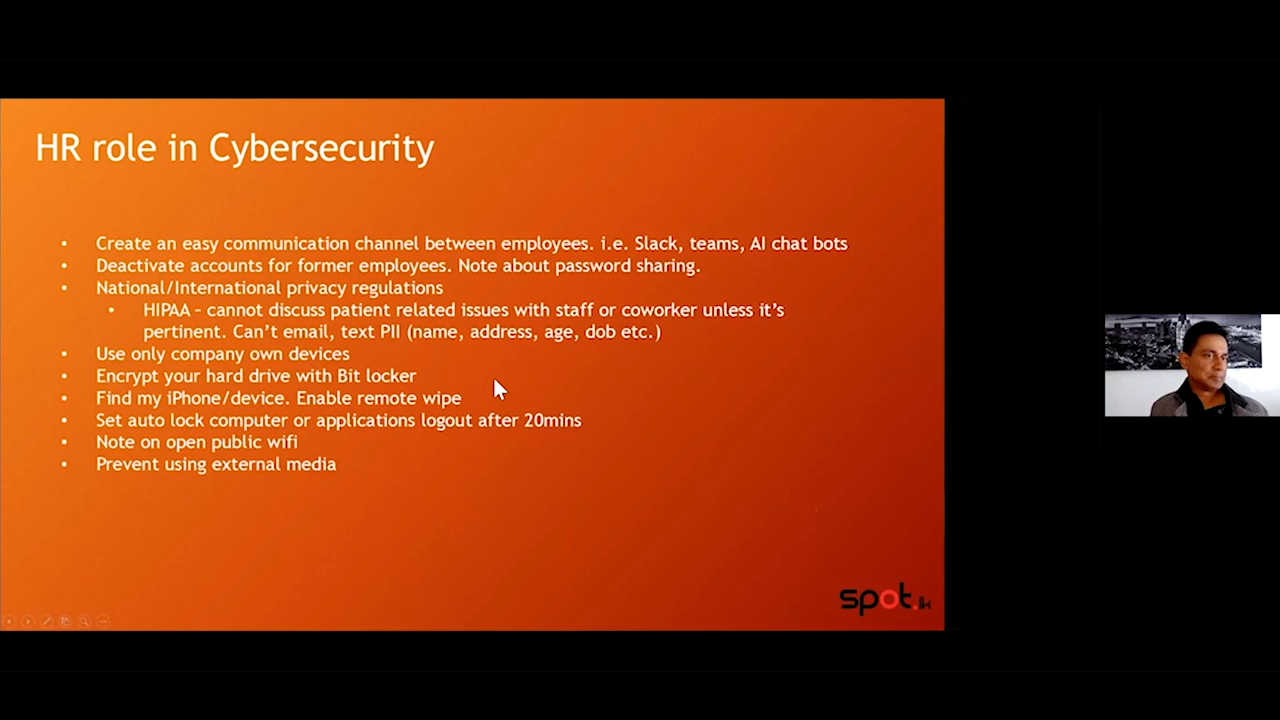 HR role in Cybersecurity
• Create an easy communication channel between employees. i.e. Slack, teams, AI chat bots
• Deactivate accounts for former employees. Note about password sharing.
• National/International privacy regulations
• HIPAA – cannot discuss patient related issues with staff or coworker unless it's
pertinent. Can't email, text PII (name, address, age, dob etc.)
• Use only company own devices
• Encrypt your hard drive with Bit locker
• Find my iPhone/device. Enable remote wipe
• Set auto lock computer or applications logout after 20mins
• Note on open public wifi
• Prevent using external media
spot.lk